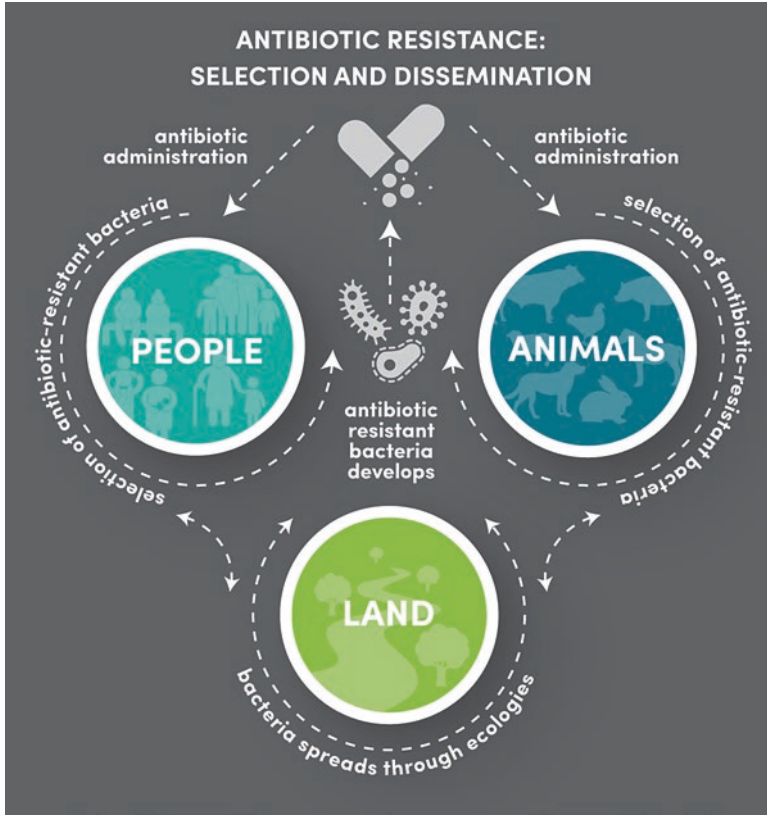 ANTIBIOTIC RESISTANCE:
SELECTION AND DISSEMINATION
antibiotic
administration
antibiotic
administration
selection of antibiotic-resistant bacteria
selection of antibiotic-resistant bacteria
PEOPLE
ANIMALS
antibiotic
resistant
bacteria
develops
LAND
bacteria spreads through ecologies